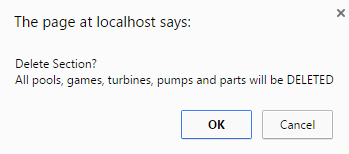 The page at localhost says:
Delete Section?
All pools, games, turbines, pumps and parts will be DELETED
OK
Cancel